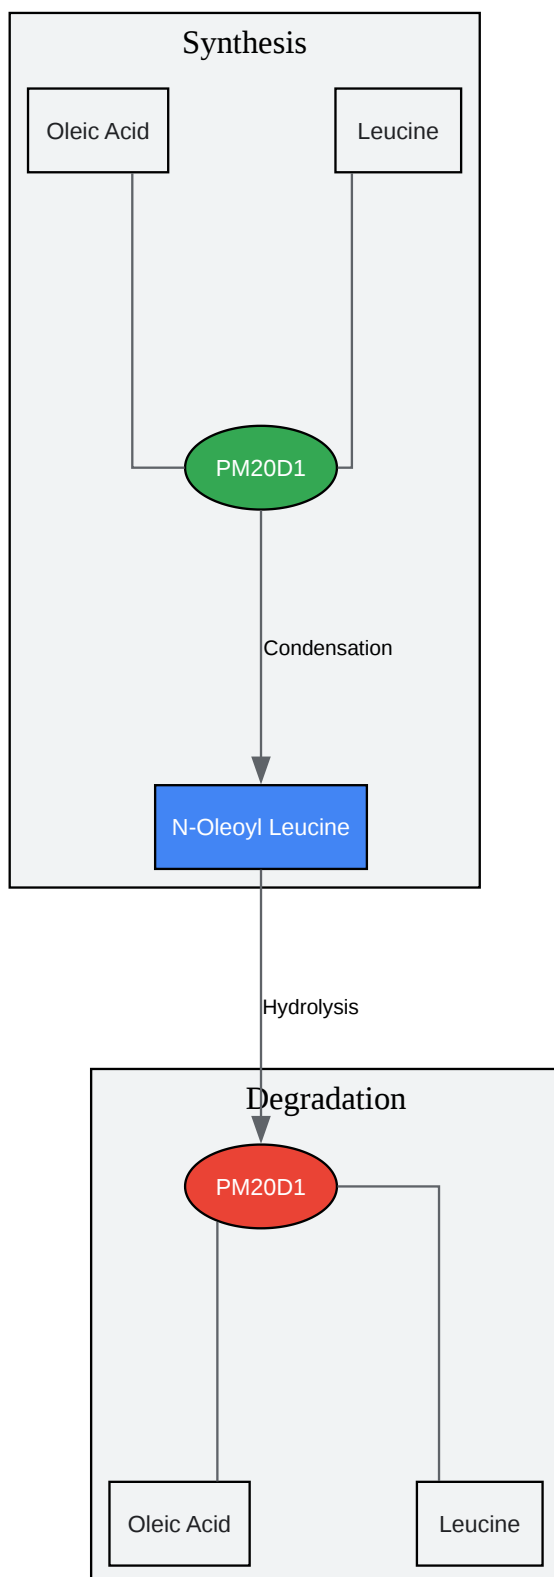 Synthesis
Oleic Acid
Leucine
PM20D1
Condensation
N-Oleoyl Leucine
Hydrolysis
Degradation
PM20D1
Oleic Acid
Leucine